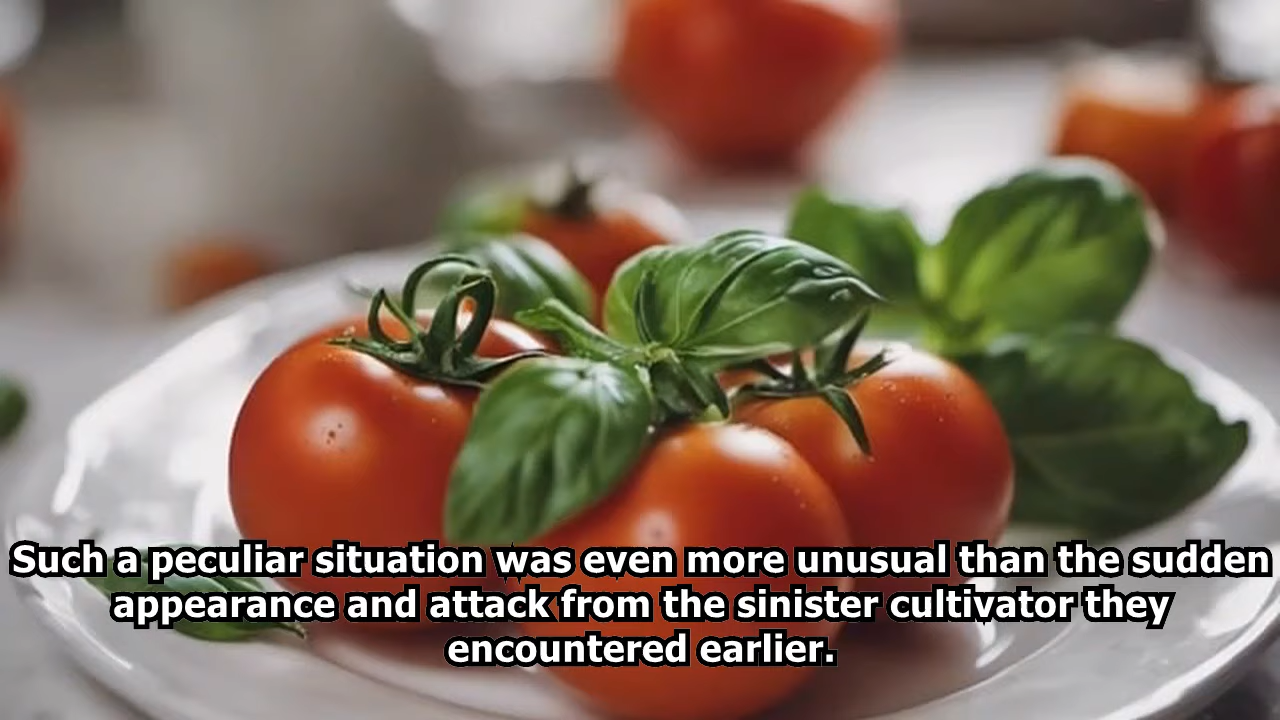 Such a peculiar situation was even more unusual than the sudden
appearance and attack from the sinister cultivator they
encountered earlier.